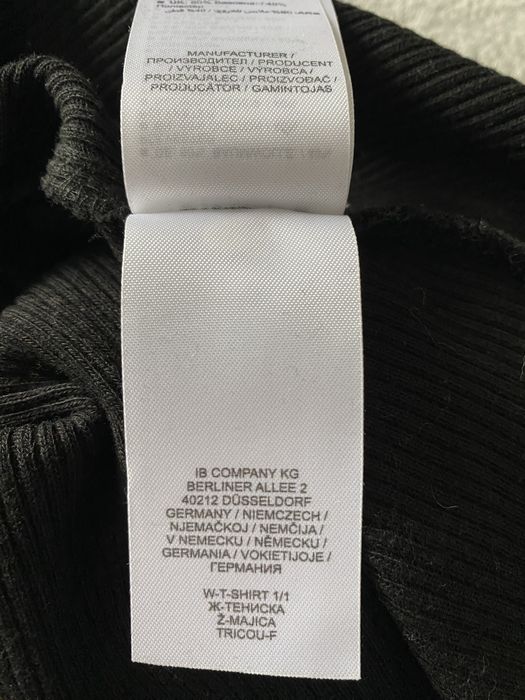 MANUFACTURER /
ПРОИЗВОДИТЕЛ / PRODUCENT
/ VÝROBCE / VÝROBCA /
PROIZVAJALEC / PROIZVOĐAČ /
PRODUCĂTOR / GAMINTOJAS
IB COMPANY KG
BERLINER ALLEE 2
40212 DÜSSELDORF
GERMANY / NIEMCZECH /
NJEMAČKOJ / NEMČIJA /
V NEMECKU / NĚMECKU /
GERMANIA / VOKIETIJOJE /
ГЕРМАНИЯ
W-T-SHIRT 1/1
Ж-ТЕНИСКА
Ž-MAJICA
TRICOU-F